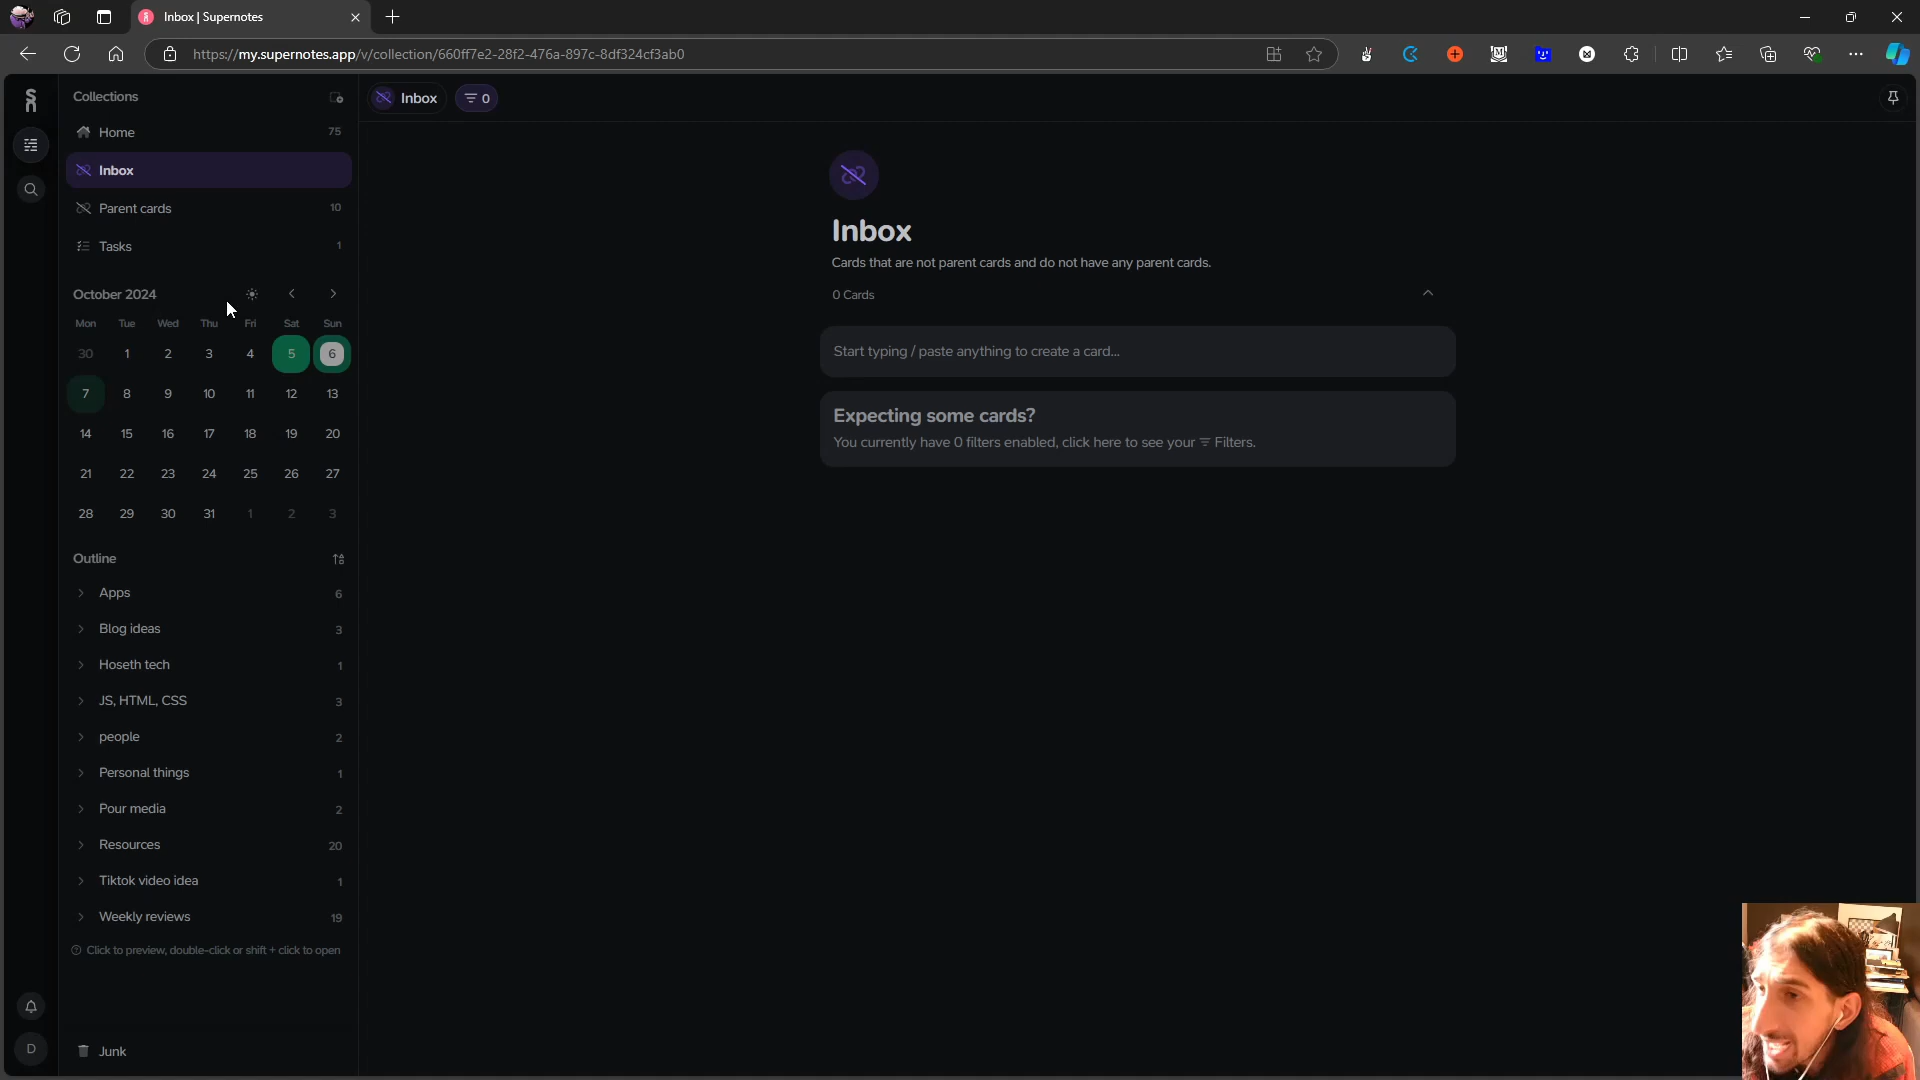 Inbox | Supernotes
https://my.supernotes.app/v/collection/660ff7e2-28f2-476a-897c-8df324cf3ab0
Collections
Home 75
Inbox
Parent cards 10
Tasks 1
October 2024
Mon Tue Wed Thu Fri Sat Sun
30 1 2 3 4 5 6
7 8 9 10 11 12 13
14 15 16 17 18 19 20
21 22 23 24 25 26 27
28 29 30 31 1 2 3
Outline
Apps 6
Blog ideas 3
Hoseth tech 1
JS, HTML, CSS 3
people 2
Personal things 1
Pour media 2
Resources 20
Tiktok video idea 1
Weekly reviews 19
Click to preview, double-click or shift + click to open
D
Junk
Inbox 0
Inbox
Cards that are not parent cards and do not have any parent cards.
0 Cards
Start typing / paste anything to create a card...
Expecting some cards?
You currently have 0 filters enabled, click here to see your Filters.